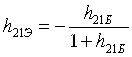 h₂₁Э = − h₂₁Б / (1 + h₂₁Б)